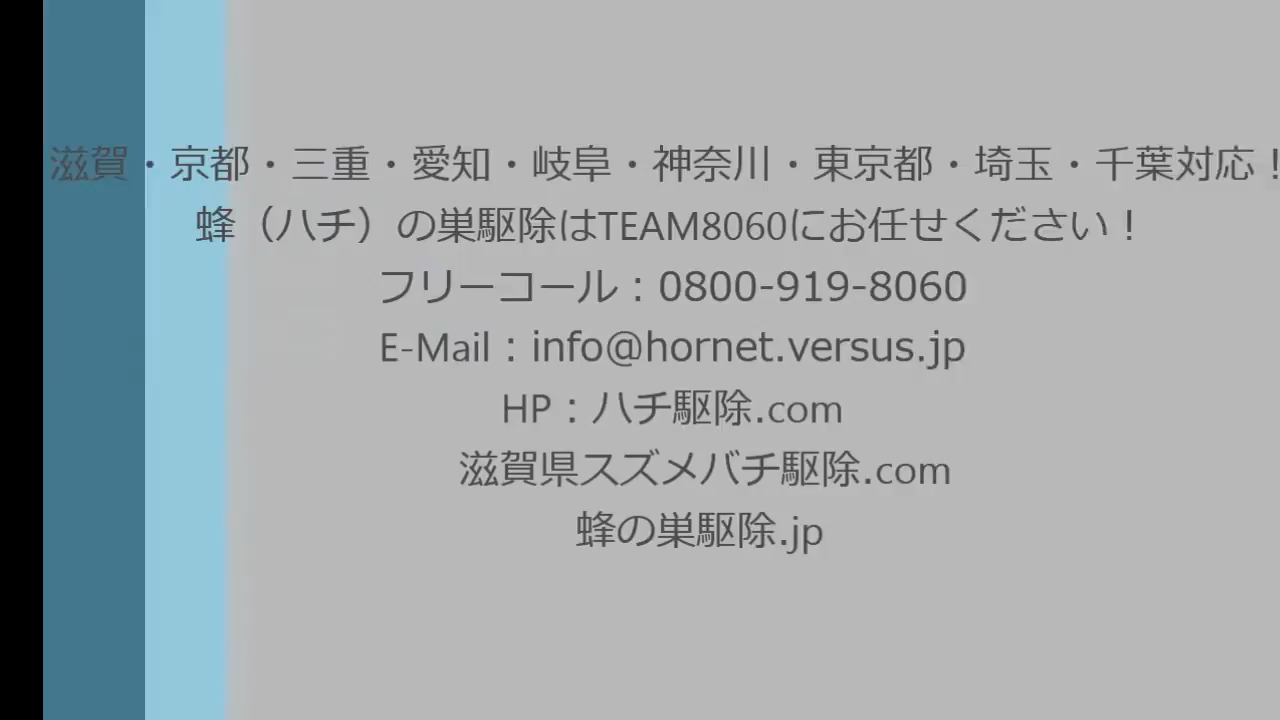 滋賀・京都・三重・愛知・岐阜・神奈川・東京都・埼玉・千葉対応！
蜂（ハチ）の巣駆除はTEAM8060にお任せください！
フリーコール：0800-919-8060
E-Mail：info@hornet.versus.jp
HP：ハチ駆除.com
滋賀県スズメバチ駆除.com
蜂の巣駆除.jp